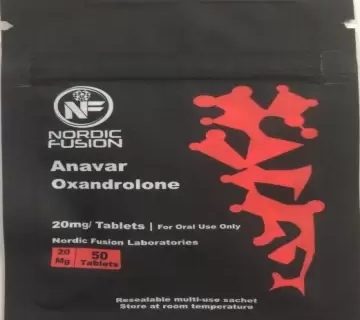 NF
NORDIC
FUSION
Anavar
Oxandrolone
20mg/ Tablets | For Oral Use Only
Nordic Fusion Laboratories
20 50
Mg Tablets
Resealable multi-use sachet
Store at room temperature